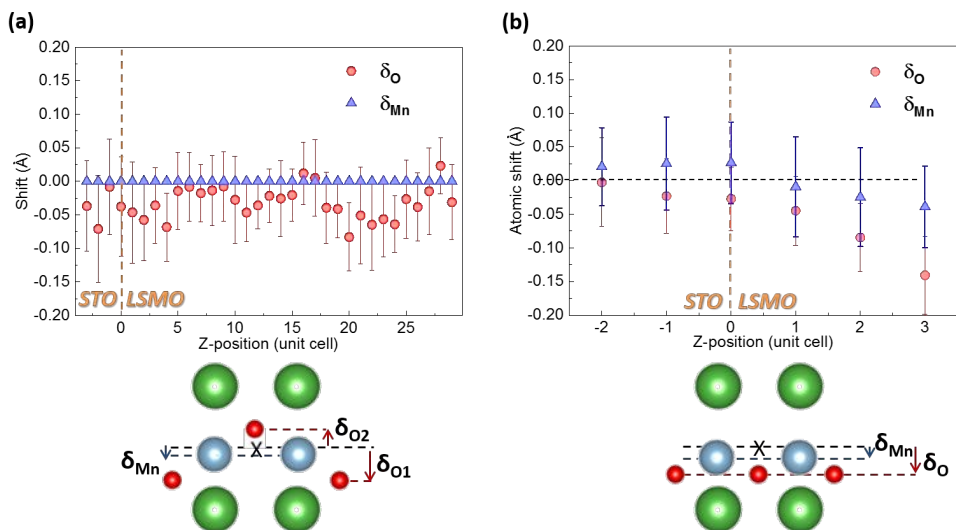 (a)
0.20
0.15
0.10
0.05
0.00
-0.05
-0.10
-0.15
-0.20
Shift (Å)
δO
δMn
STO LSMO
0 5 10 15 20 25
Z-position (unit cell)
δO2
δMn
X
δO1
(b)
0.20
0.15
0.10
0.05
0.00
-0.05
-0.10
-0.15
-0.20
Atomic shift (Å)
δO
δMn
STO LSMO
-2 -1 0 1 2 3
Z-position (unit cell)
X
δMn
δO